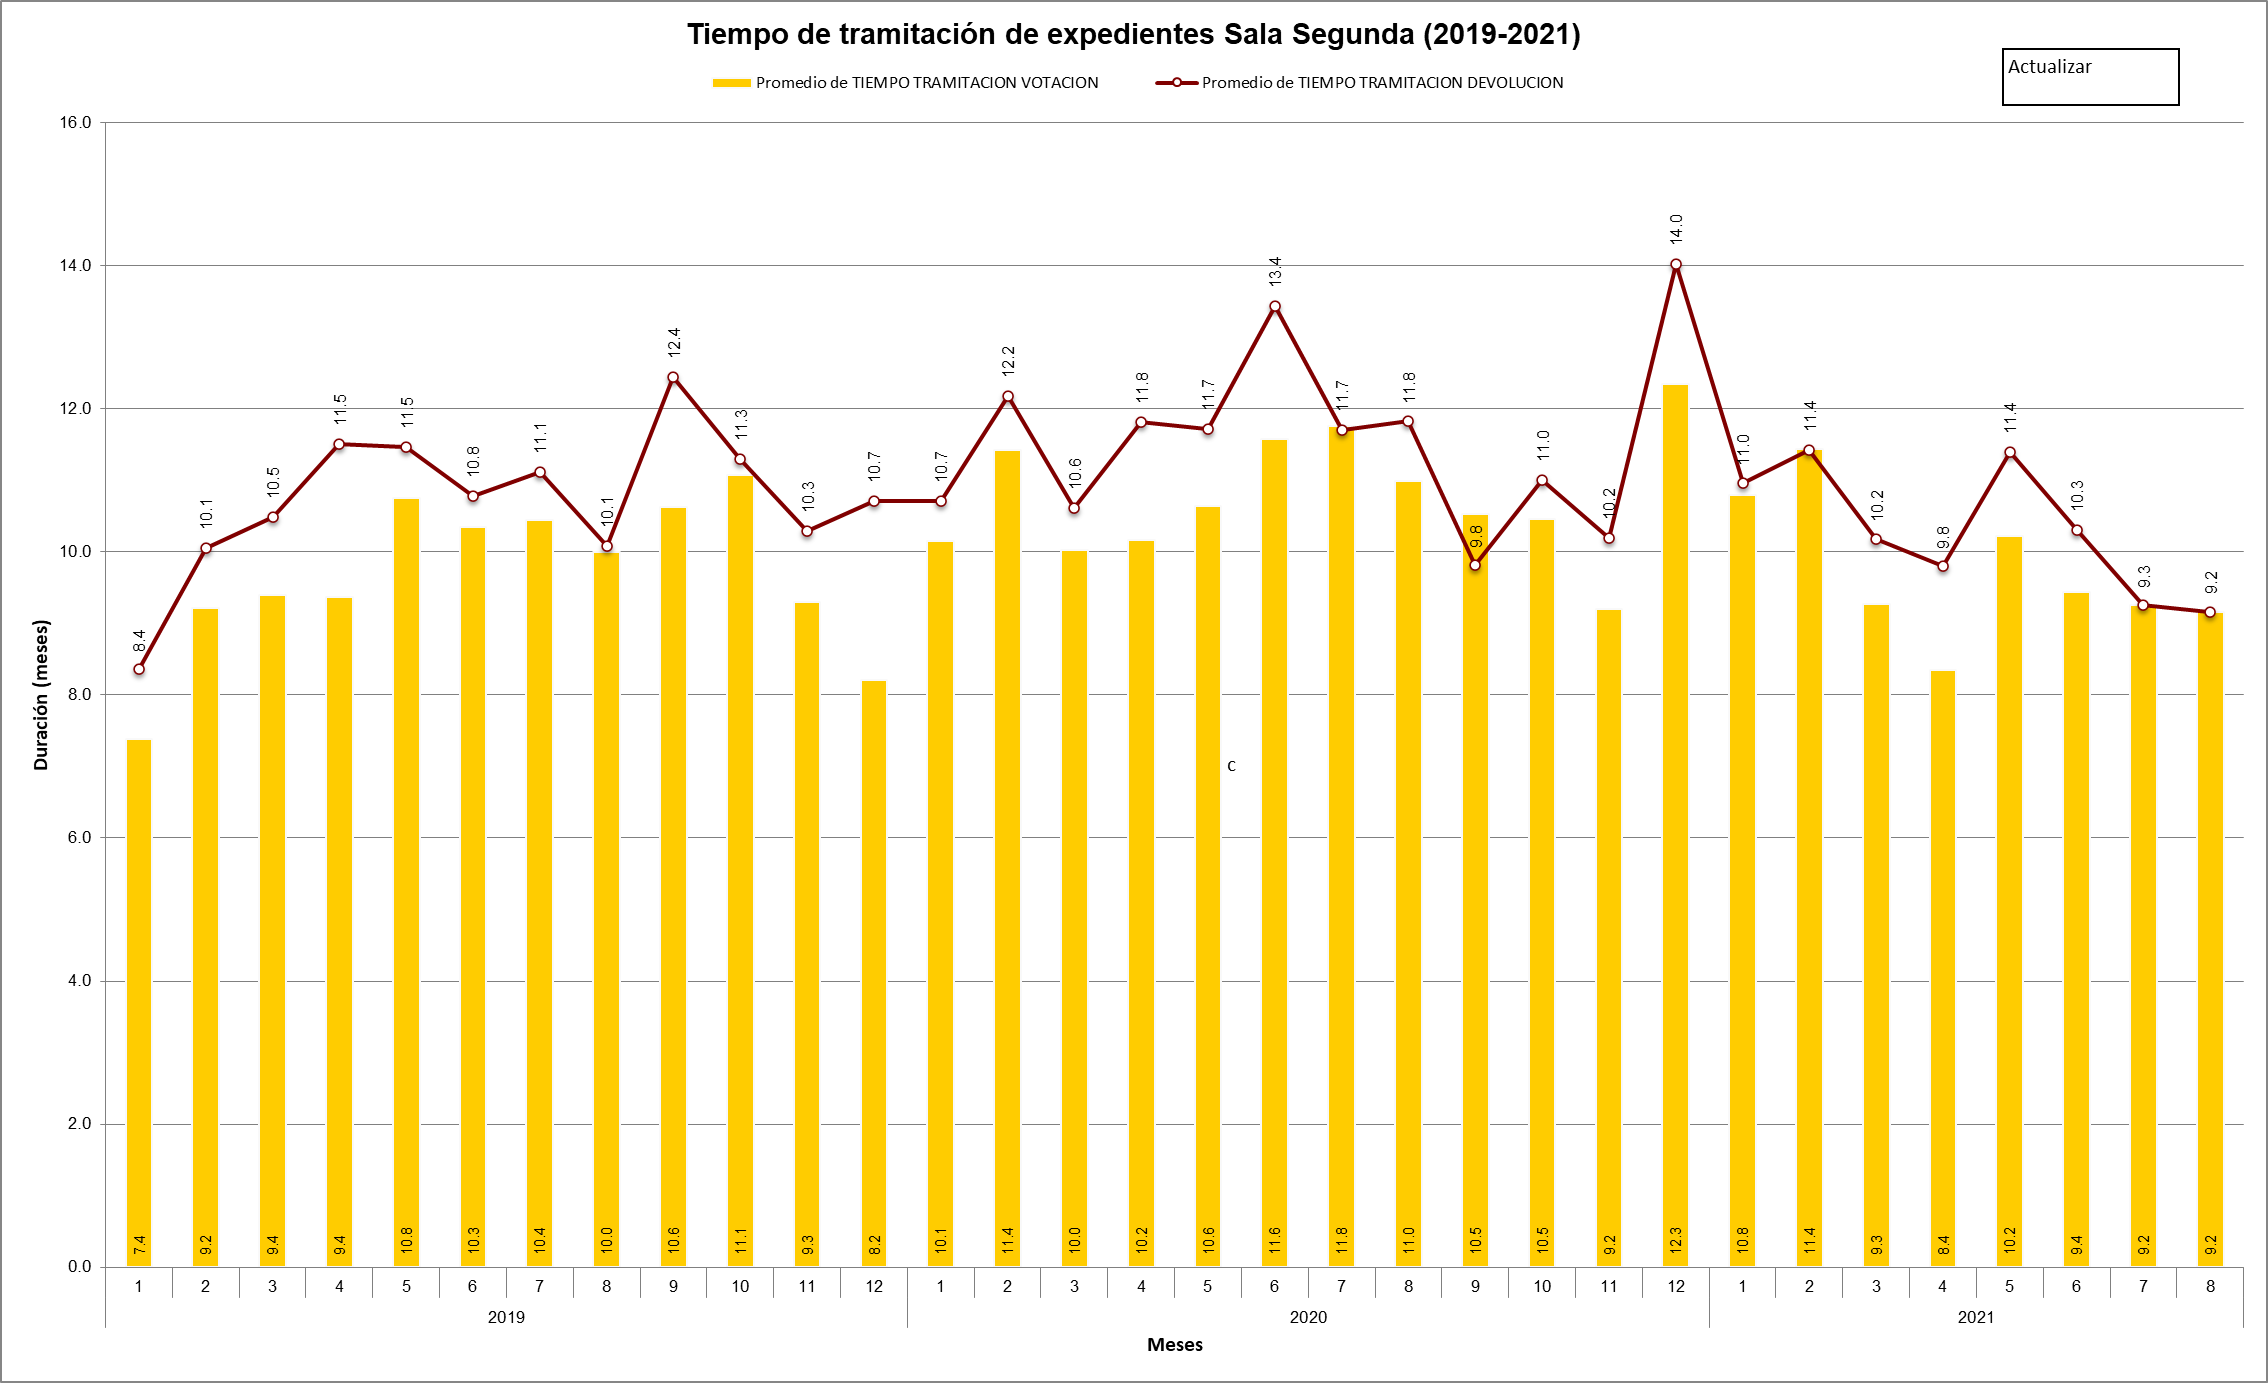 Tiempo de tramitación de expedientes Sala Segunda (2019-2021)
Actualizar
Promedio de TIEMPO TRAMITACION VOTACION Promedio de TIEMPO TRAMITACION DEVOLUCION
Duración (meses)
16.0
14.0
12.0
10.0
8.0
6.0
4.0
2.0
0.0
8.4 10.1 10.5 11.5 11.5 10.8 11.1 10.1 12.4 11.3 10.3 10.7 10.7 12.2 10.6 11.8 11.7 13.4 11.7 11.8 9.8 11.0 10.2 14.0 11.0 11.4 10.2 9.8 11.4 10.3 9.3 9.2
c
7.4 9.2 9.4 9.4 10.8 10.3 10.4 10.0 10.6 11.1 9.3 8.2 10.1 11.4 10.0 10.2 10.6 11.6 11.8 11.0 10.5 10.5 9.2 12.3 10.8 11.4 9.3 8.4 10.2 9.4 9.2 9.2
1 2 3 4 5 6 7 8 9 10 11 12 1 2 3 4 5 6 7 8 9 10 11 12 1 2 3 4 5 6 7 8
2019 2020 2021
Meses